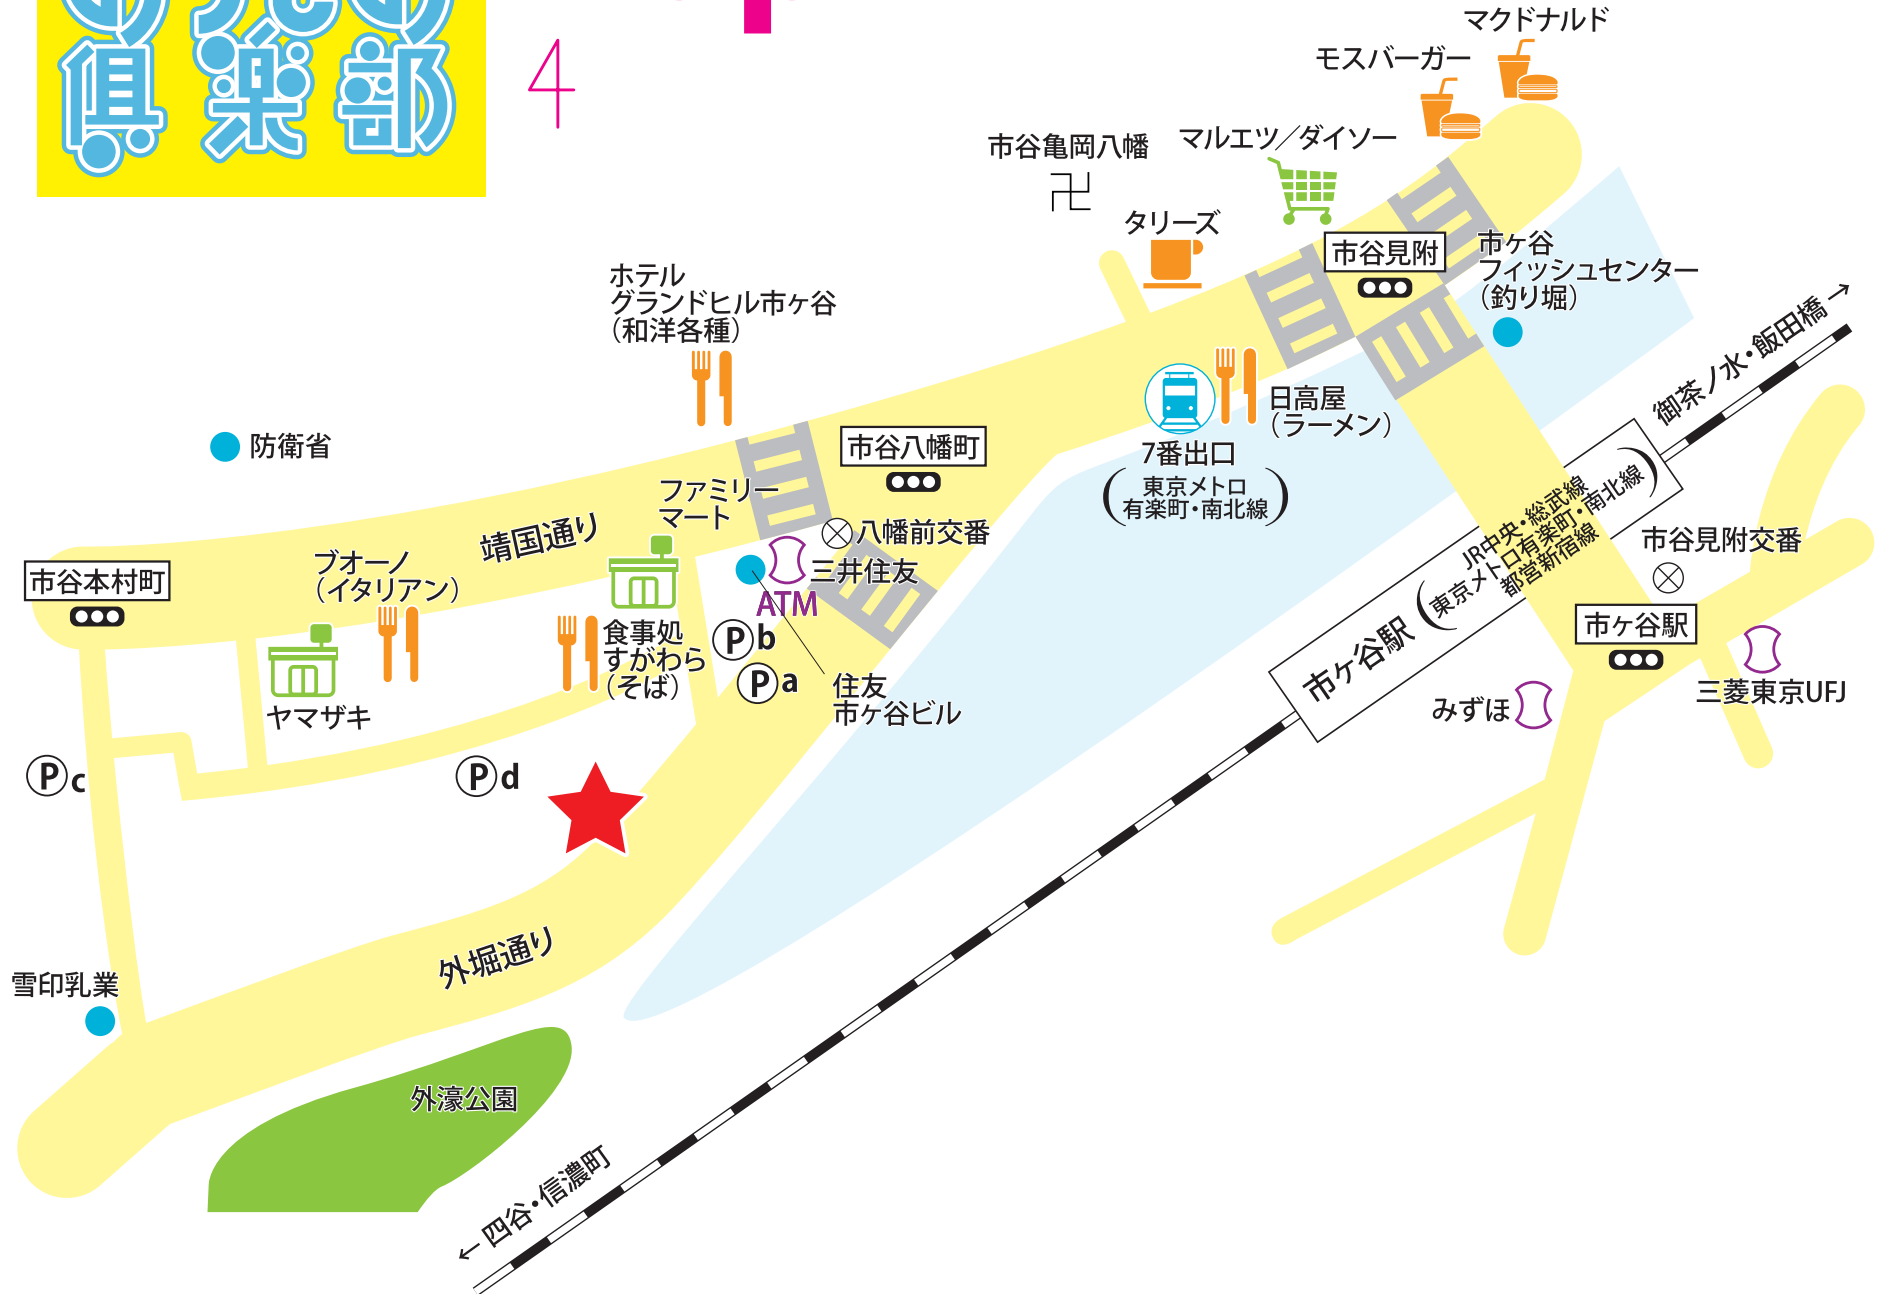 倶楽部
4
マクドナルド
モスバーガー
マルエツ／ダイソー
市谷亀岡八幡
卍
タリーズ
市谷見附
市ヶ谷
フィッシュセンター
（釣り堀）
御茶ノ水・飯田橋→
ホテル
グランドヒル市ヶ谷
（和洋各種）
日高屋
（ラーメン）
7番出口
（東京メトロ
有楽町・南北線）
防衛省
市谷八幡町
ファミリー
マート
靖国通り
八幡前交番
三井住友
ATM
市谷本村町
ブオーノ
（イタリアン）
食事処
すがわら
（そば）
ヤマザキ
P b
P a
住友
市ヶ谷ビル
P c
P d
市ヶ谷駅
（JR中央・総武線
東京メトロ有楽町・南北線
都営新宿線）
市谷見附交番
市ヶ谷駅
みずほ
三菱東京UFJ
外堀通り
雪印乳業
外濠公園
←四谷・信濃町